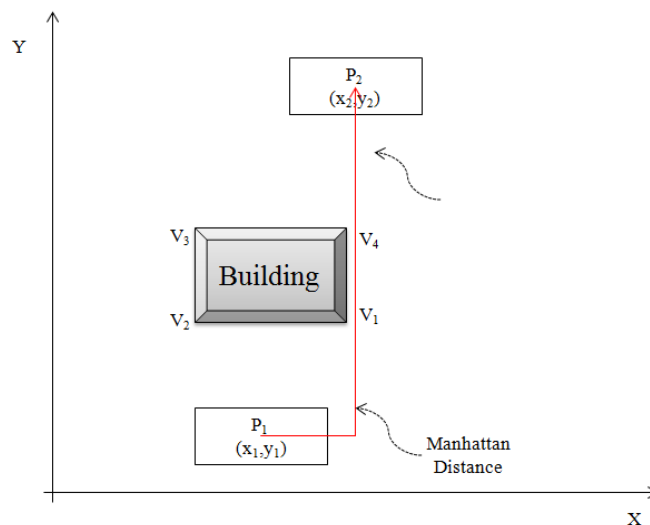 Y
P₂
(x₂,y₂)
V₃
V₄
Building
V₂
V₁
P₁
(x₁,y₁)
Manhattan
Distance
X